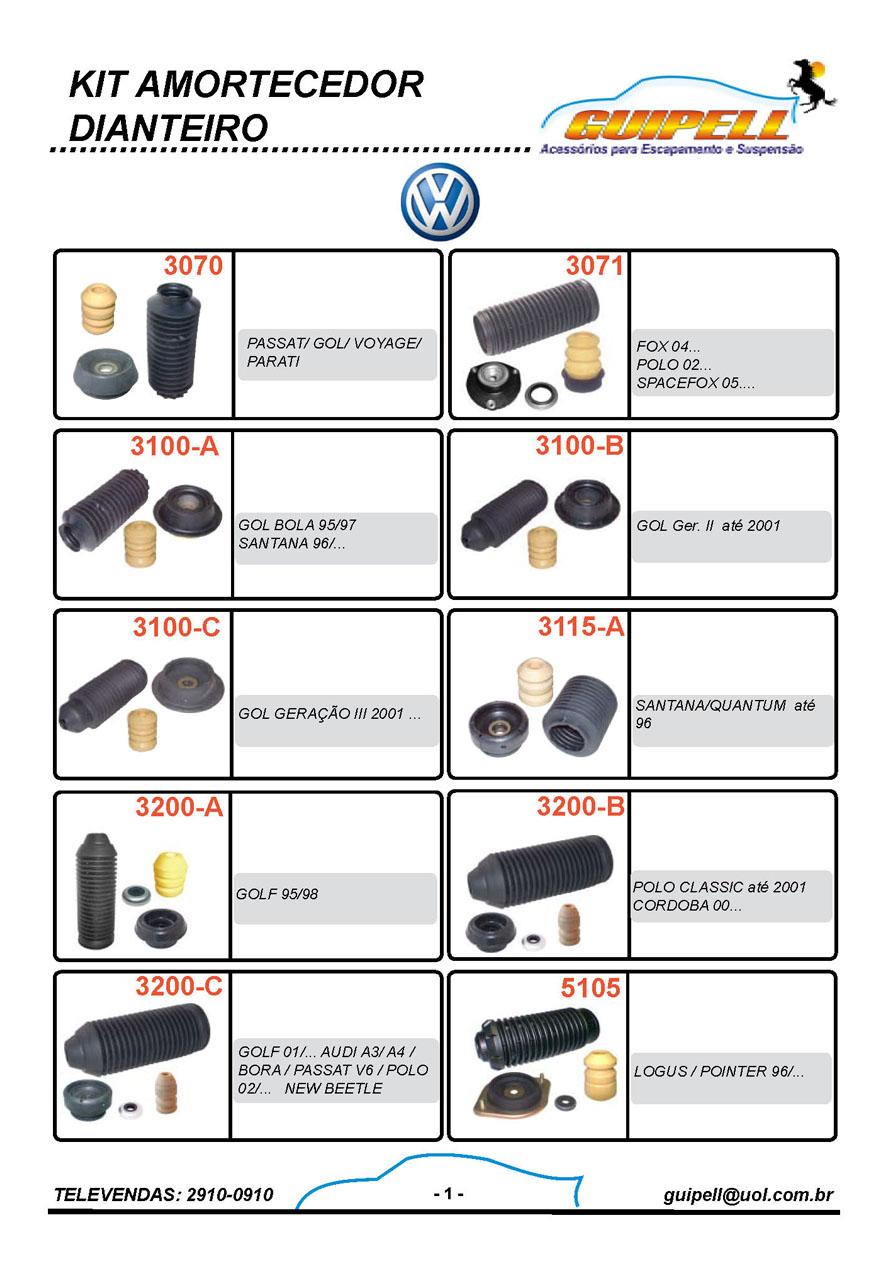 KIT AMORTECEDOR
DIANTEIRO
GUIPELL
Acessórios para Escapamento e Suspensão
3070
PASSAT/ GOL/ VOYAGE/
PARATI
3071
FOX 04...
POLO 02...
SPACEFOX 05....
3100-A
GOL BOLA 95/97
SANTANA 96/...
3100-B
GOL Ger. II até 2001
3100-C
GOL GERAÇÃO III 2001 ...
3115-A
SANTANA/QUANTUM até
96
3200-A
GOLF 95/98
3200-B
POLO CLASSIC até 2001
CORDOBA 00...
3200-C
GOLF 01/... AUDI A3/ A4 /
BORA / PASSAT V6 / POLO
02/... NEW BEETLE
5105
LOGUS / POINTER 96/...
TELEVENDAS: 2910-0910
- 1 -
guipell@uol.com.br